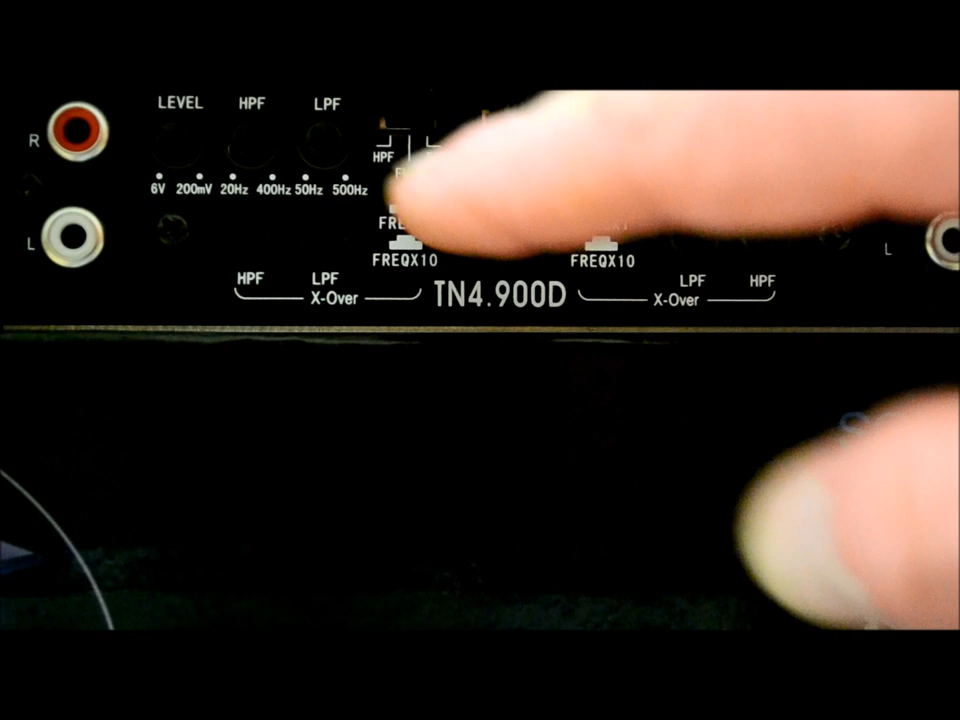 LEVEL HPF LPF
R
HPF
6V 200mV 20Hz 400Hz 50Hz 500Hz
L
L
FREQX10 FREQX10
HPF LPF
X-Over
TN4.900D
LPF HPF
X-Over